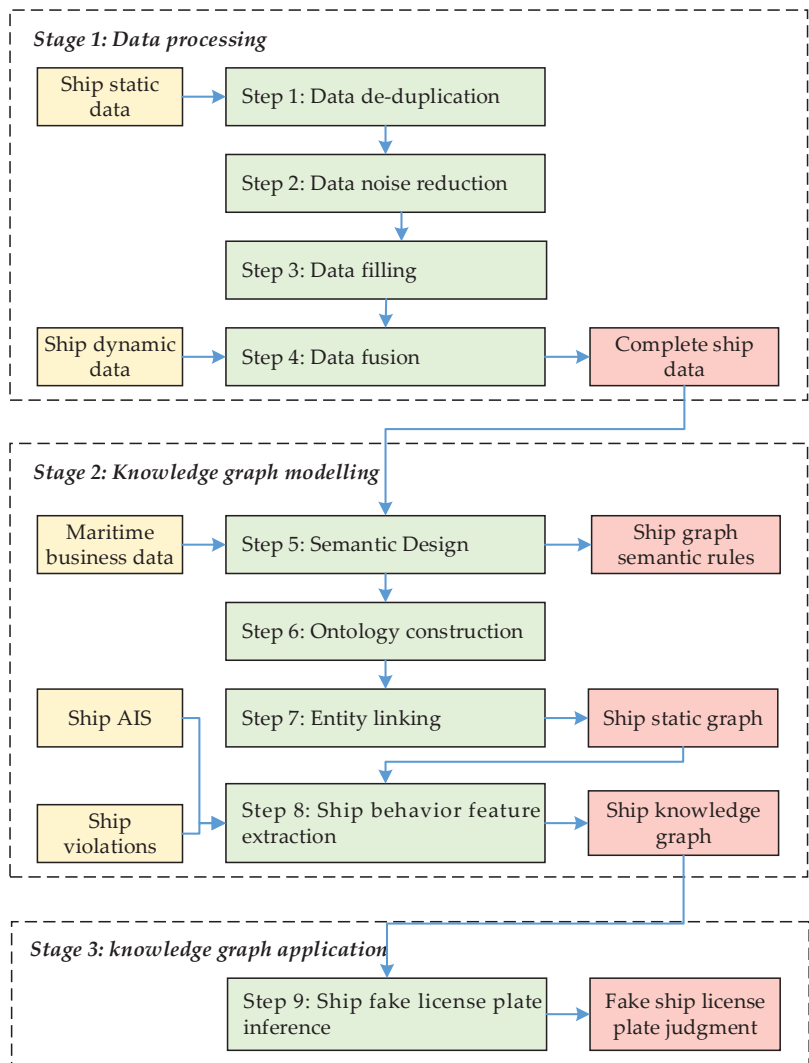 Stage 1: Data processing
Ship static
data
Step 1: Data de-duplication
Step 2: Data noise reduction
Step 3: Data filling
Ship dynamic
data
Step 4: Data fusion
Complete ship
data
Stage 2: Knowledge graph modelling
Maritime
business data
Step 5: Semantic Design
Ship graph
semantic rules
Step 6: Ontology construction
Ship AIS
Step 7: Entity linking
Ship static graph
Ship
violations
Step 8: Ship behavior feature
extraction
Ship knowledge
graph
Stage 3: knowledge graph application
Step 9: Ship fake license plate
inference
Fake ship license
plate judgment